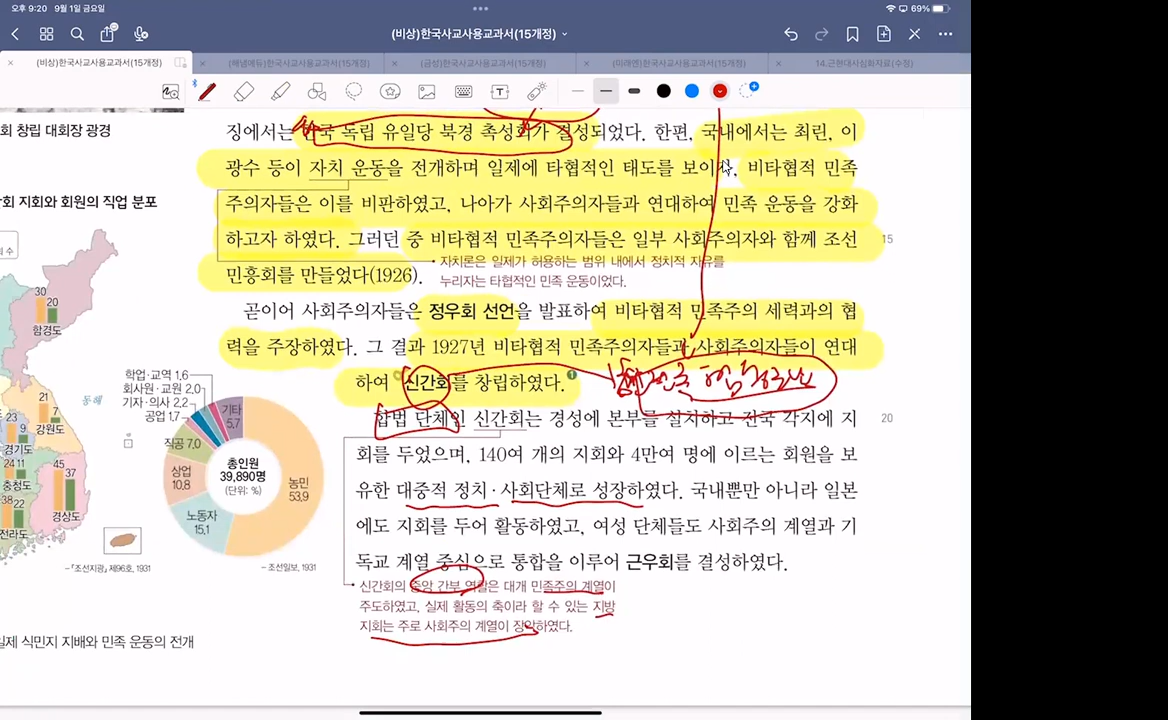 오후 9:20 9월 1일 금요일
69%
(비상)한국사교사용교과서(15개정)
(비상)한국사교사용교과서(15개정)
(해냄에듀)한국사교사용교과서(15개정)
(금성)한국사교사용교과서(15개정)
(미래엔)한국사교사용교과서(15개정)
14.근현대사심화자료(수정)
회 창립 대회장 광경
회 지회와 회원의 직업 분포
회 수
30
20
함경도
동해
21
7
강원도
23
9
경기도
24 11
충청도
45
37
경상도
38
22
전라도
- 『조선지광』 제96호, 1931
학업·교역 1.6
회사원·교원 2.0
기자·의사 2.2
공업 1.7
기타
5.7
직공 7.0
상업
10.8
노동자
15.1
총인원
39,890명
(단위: %)
농민
53.9
- 조선일보, 1931
일제 식민지 지배와 민족 운동의 전개
징에서는 한국 독립 유일당 북경 촉성회가 결성되었다. 한편, 국내에서는 최린, 이
광수 등이 자치 운동을 전개하며 일제에 타협적인 태도를 보이자, 비타협적 민족
주의자들은 이를 비판하였고, 나아가 사회주의자들과 연대하여 민족 운동을 강화
하고자 하였다. 그러던 중 비타협적 민족주의자들은 일부 사회주의자와 함께 조선
15
민흥회를 만들었다(1926).
자치론은 일제가 허용하는 범위 내에서 정치적 자유를
누리자는 타협적인 민족 운동이었다.
곧이어 사회주의자들은 정우회 선언을 발표하여 비타협적 민족주의 세력과의 협
력을 주장하였다. 그 결과 1927년 비타협적 민족주의자들과 사회주의자들이 연대
하여 신간회를 창립하였다.
1
합법 단체인 신간회는 경성에 본부를 설치하고 전국 각지에 지
20
회를 두었으며, 140여 개의 지회와 4만여 명에 이르는 회원을 보
유한 대중적 정치·사회단체로 성장하였다. 국내뿐만 아니라 일본
에도 지회를 두어 활동하였고, 여성 단체들도 사회주의 계열과 기
독교 계열 중심으로 통합을 이루어 근우회를 결성하였다.
신간회의 중앙 간부 역할은 대개 민족주의 계열이
주도하였고, 실제 활동의 축이라 할 수 있는 지방
지회는 주로 사회주의 계열이 장악하였다.